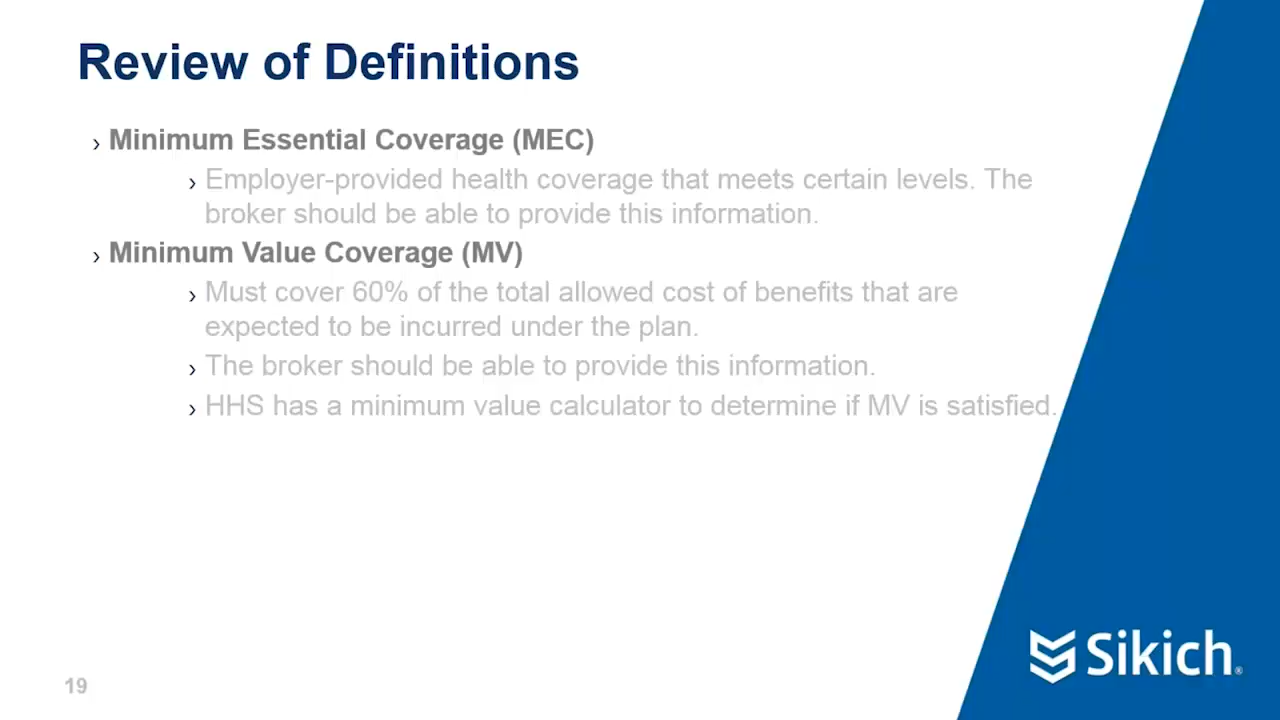 Review of Definitions
› Minimum Essential Coverage (MEC)
› Employer-provided health coverage that meets certain levels. The
broker should be able to provide this information.
› Minimum Value Coverage (MV)
› Must cover 60% of the total allowed cost of benefits that are
expected to be incurred under the plan.
› The broker should be able to provide this information.
› HHS has a minimum value calculator to determine if MV is satisfied.
Sikich®
19